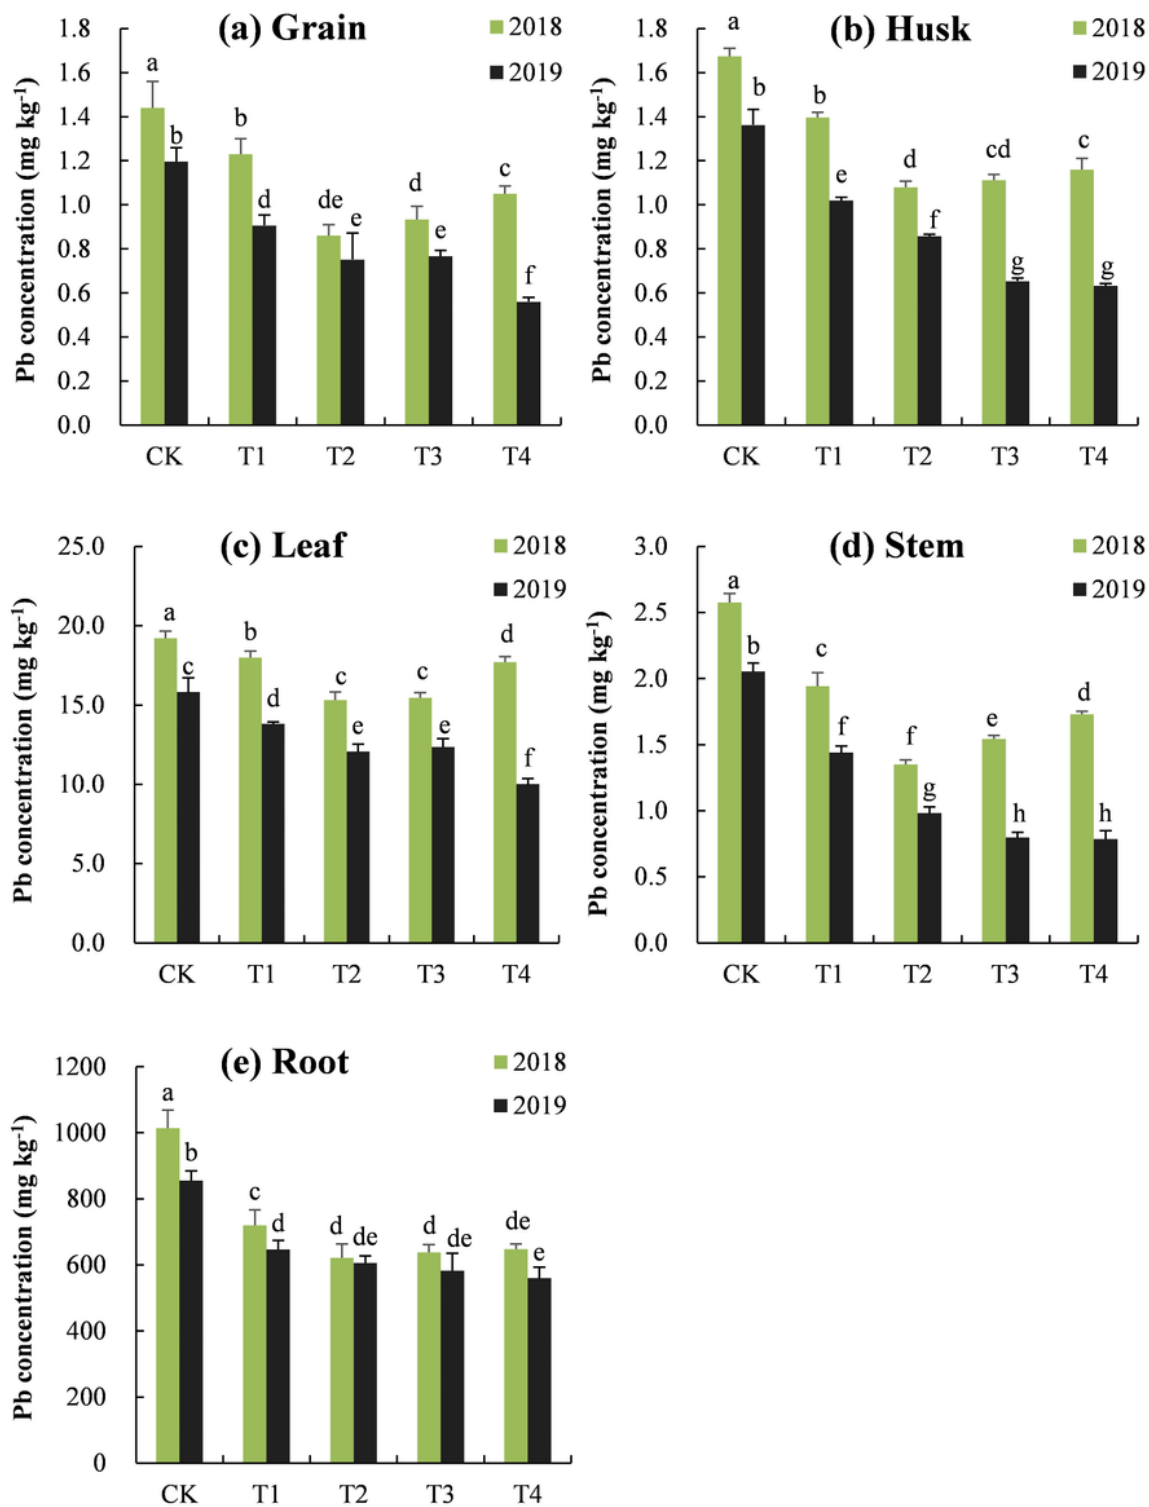 (a) Grain
2018
2019
Pb concentration (mg kg⁻¹)
1.8
1.6
1.4
1.2
1.0
0.8
0.6
0.4
0.2
0.0
a
b
b
d
de
e
d
e
c
f
CK T1 T2 T3 T4
(b) Husk
2018
2019
Pb concentration (mg kg⁻¹)
1.8
1.6
1.4
1.2
1.0
0.8
0.6
0.4
0.2
0.0
a
b
b
e
d
f
cd
g
c
g
CK T1 T2 T3 T4
(c) Leaf
2018
2019
Pb concentration (mg kg⁻¹)
25.0
20.0
15.0
10.0
5.0
0.0
a
c
b
d
c
e
c
e
d
f
CK T1 T2 T3 T4
(d) Stem
2018
2019
Pb concentration (mg kg⁻¹)
3.0
2.5
2.0
1.5
1.0
0.5
0.0
a
b
c
f
f
g
e
h
d
h
CK T1 T2 T3 T4
(e) Root
2018
2019
Pb concentration (mg kg⁻¹)
1200
1000
800
600
400
200
0
a
b
c
d
d
de
d
de
de
e
CK T1 T2 T3 T4